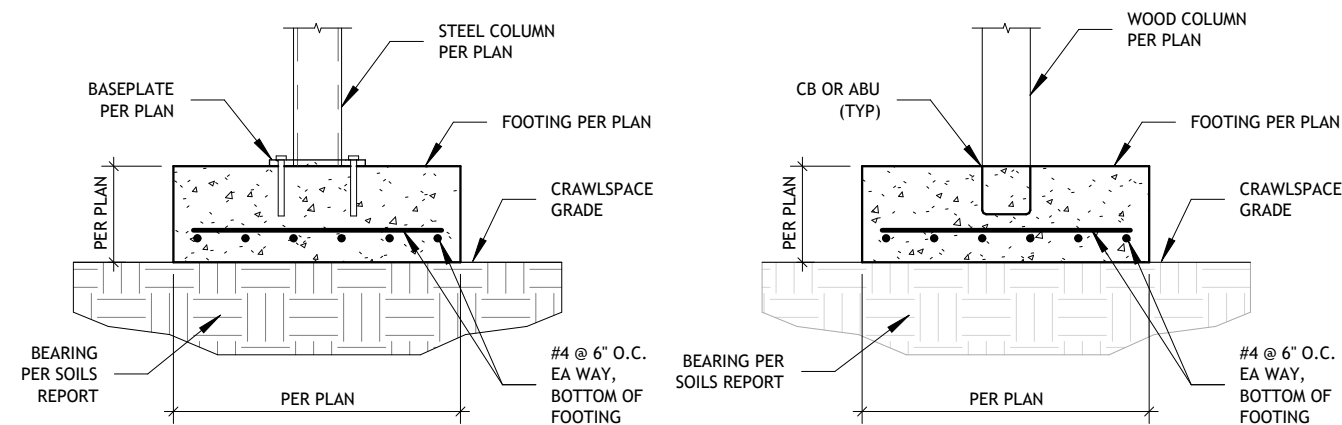 STEEL COLUMN
PER PLAN
BASEPLATE
PER PLAN
FOOTING PER PLAN
CRAWLSPACE
GRADE
PER PLAN
BEARING
PER SOILS
REPORT
PER PLAN
#4 @ 6" O.C.
EA WAY,
BOTTOM OF
FOOTING
WOOD COLUMN
PER PLAN
CB OR ABU
(TYP)
FOOTING PER PLAN
CRAWLSPACE
GRADE
PER PLAN
BEARING PER
SOILS REPORT
PER PLAN
#4 @ 6" O.C.
EA WAY,
BOTTOM OF
FOOTING